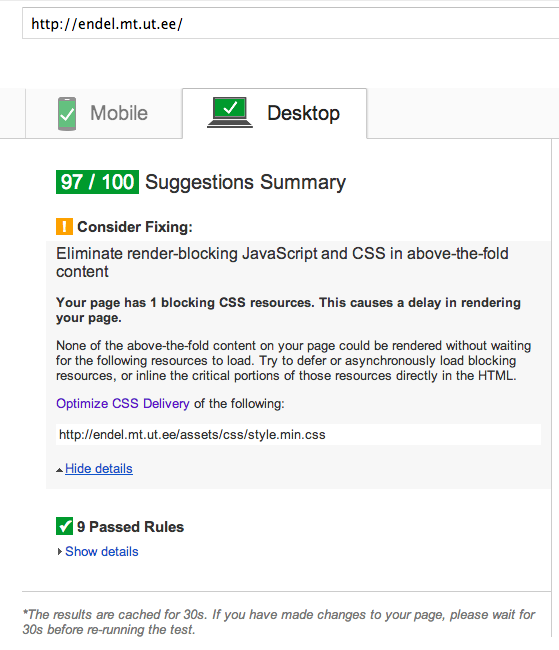 http://endel.mt.ut.ee/
Mobile
Desktop
97 / 100 Suggestions Summary
! Consider Fixing:
Eliminate render-blocking JavaScript and CSS in above-the-fold
content
Your page has 1 blocking CSS resources. This causes a delay in rendering
your page.
None of the above-the-fold content on your page could be rendered without waiting
for the following resources to load. Try to defer or asynchronously load blocking
resources, or inline the critical portions of those resources directly in the HTML.
Optimize CSS Delivery of the following:
http://endel.mt.ut.ee/assets/css/style.min.css
Hide details
9 Passed Rules
Show details
*The results are cached for 30s. If you have made changes to your page, please wait for
30s before re-running the test.